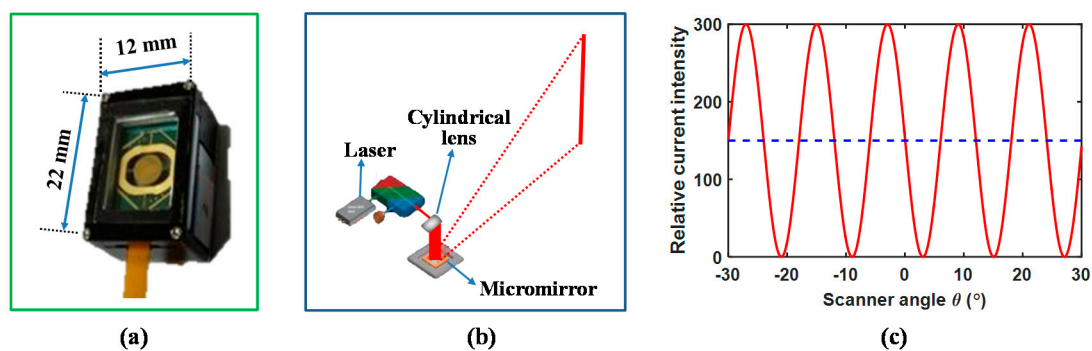 12 mm
22 mm
(a)
Laser
Cylindrical
lens
Micromirror
(b)
Relative current intensity
300
200
100
0
-30
-20
-10
0
10
20
30
Scanner angle θ (°)
(c)